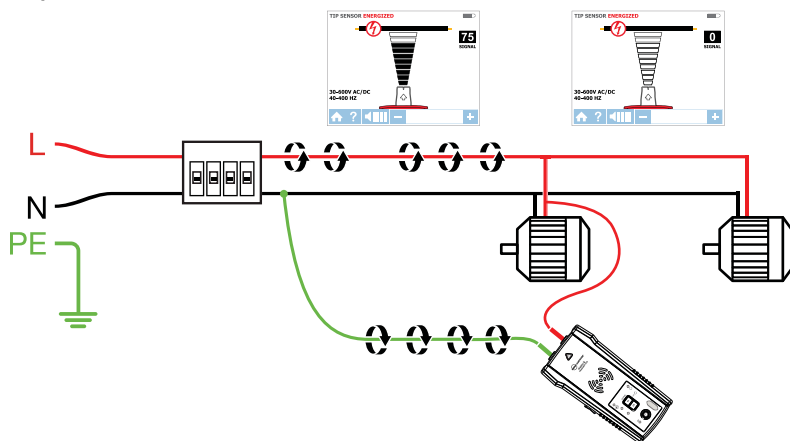 TIP SENSOR ENERGIZED
75
SIGNAL
30-600V AC/DC
40-400 HZ
?
TIP SENSOR ENERGIZED
0
SIGNAL
30-600V AC/DC
40-400 HZ
?
L
N
PE